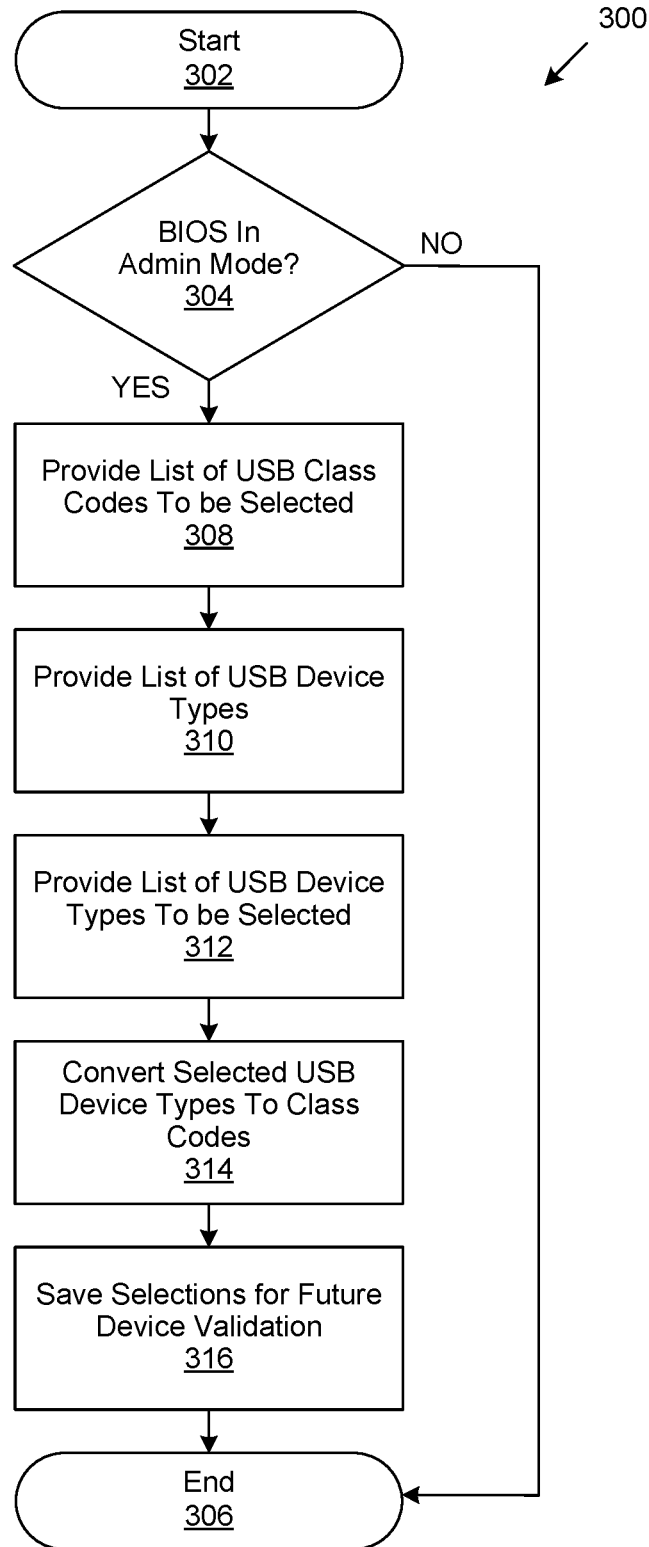 300
Start
302
BIOS In
Admin Mode?
304
NO
YES
Provide List of USB Class
Codes To be Selected
308
Provide List of USB Device
Types
310
Provide List of USB Device
Types To be Selected
312
Convert Selected USB
Device Types To Class
Codes
314
Save Selections for Future
Device Validation
316
End
306